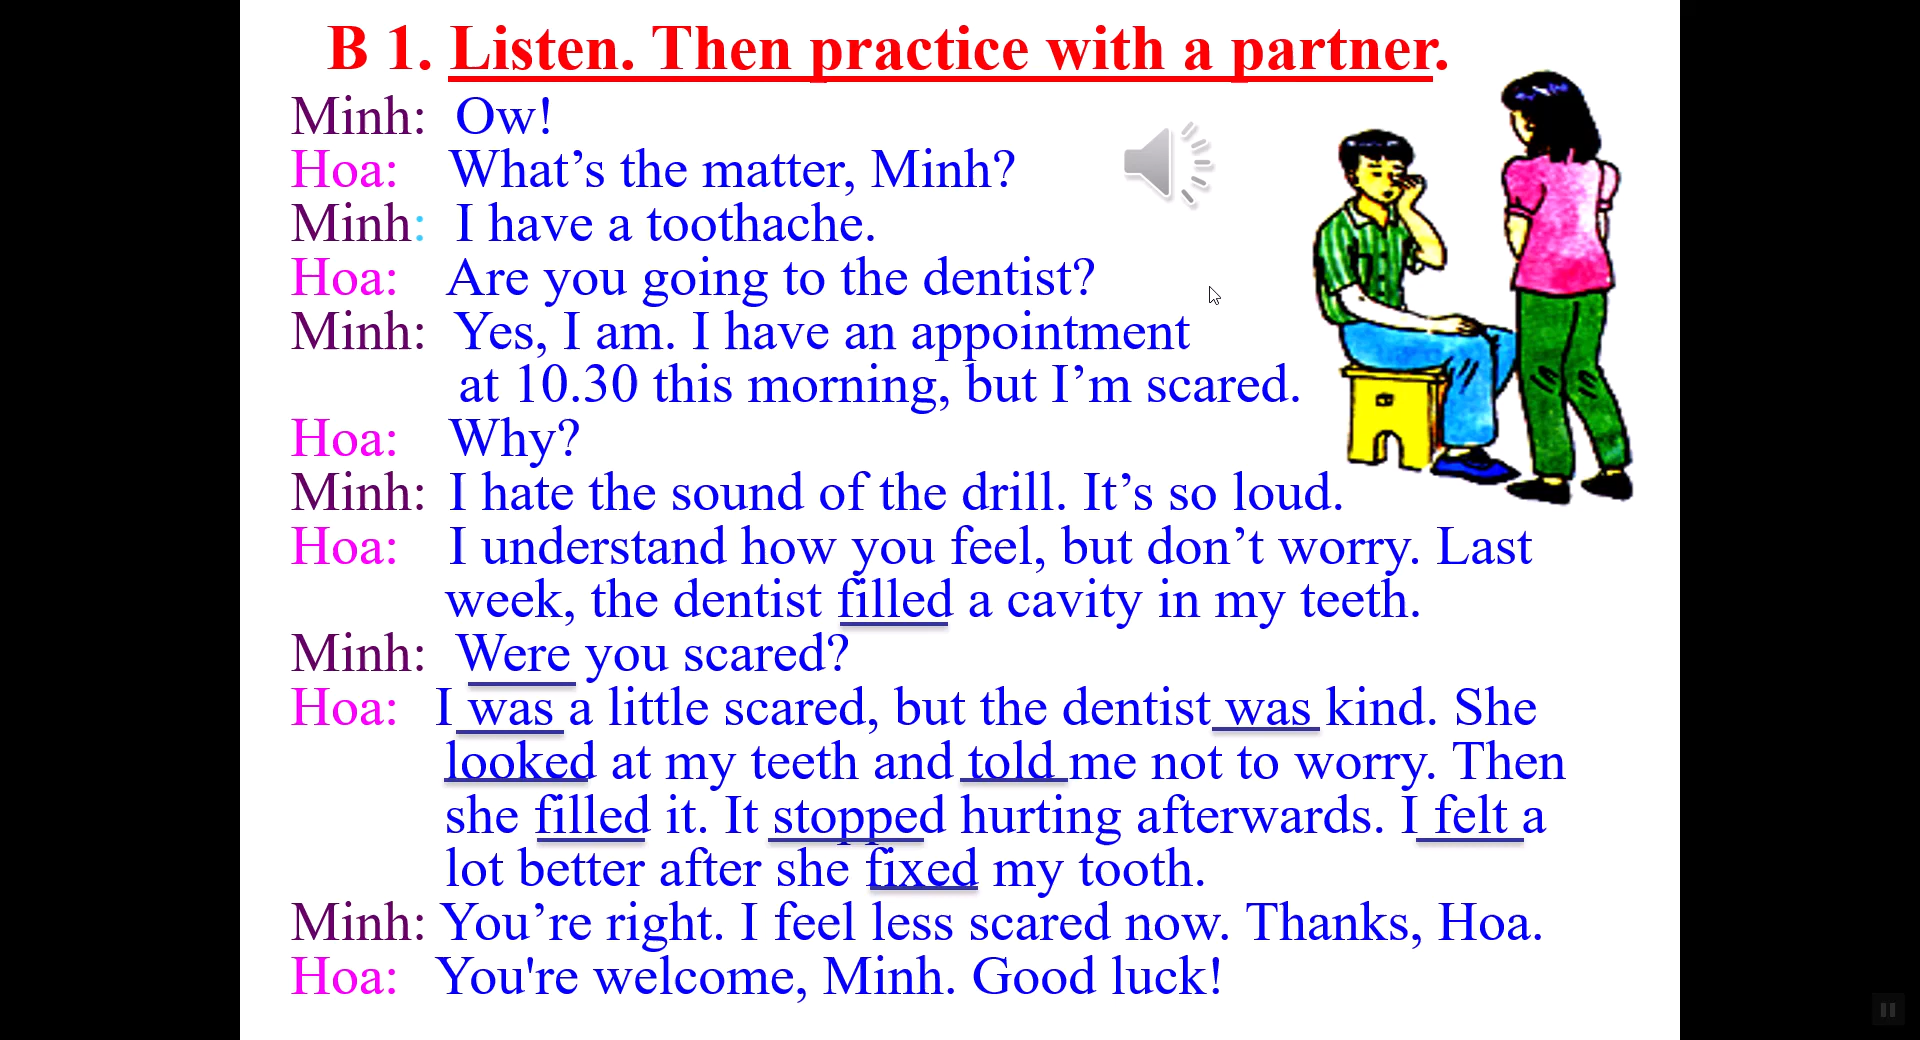 B 1. Listen. Then practice with a partner.
Minh: Ow!
Hoa: What’s the matter, Minh?
Minh: I have a toothache.
Hoa: Are you going to the dentist?
Minh: Yes, I am. I have an appointment
at 10.30 this morning, but I’m scared.
Hoa: Why?
Minh: I hate the sound of the drill. It’s so loud.
Hoa: I understand how you feel, but don’t worry. Last
week, the dentist filled a cavity in my teeth.
Minh: Were you scared?
Hoa: I was a little scared, but the dentist was kind. She
looked at my teeth and told me not to worry. Then
she filled it. It stopped hurting afterwards. I felt a
lot better after she fixed my tooth.
Minh: You’re right. I feel less scared now. Thanks, Hoa.
Hoa: You're welcome, Minh. Good luck!